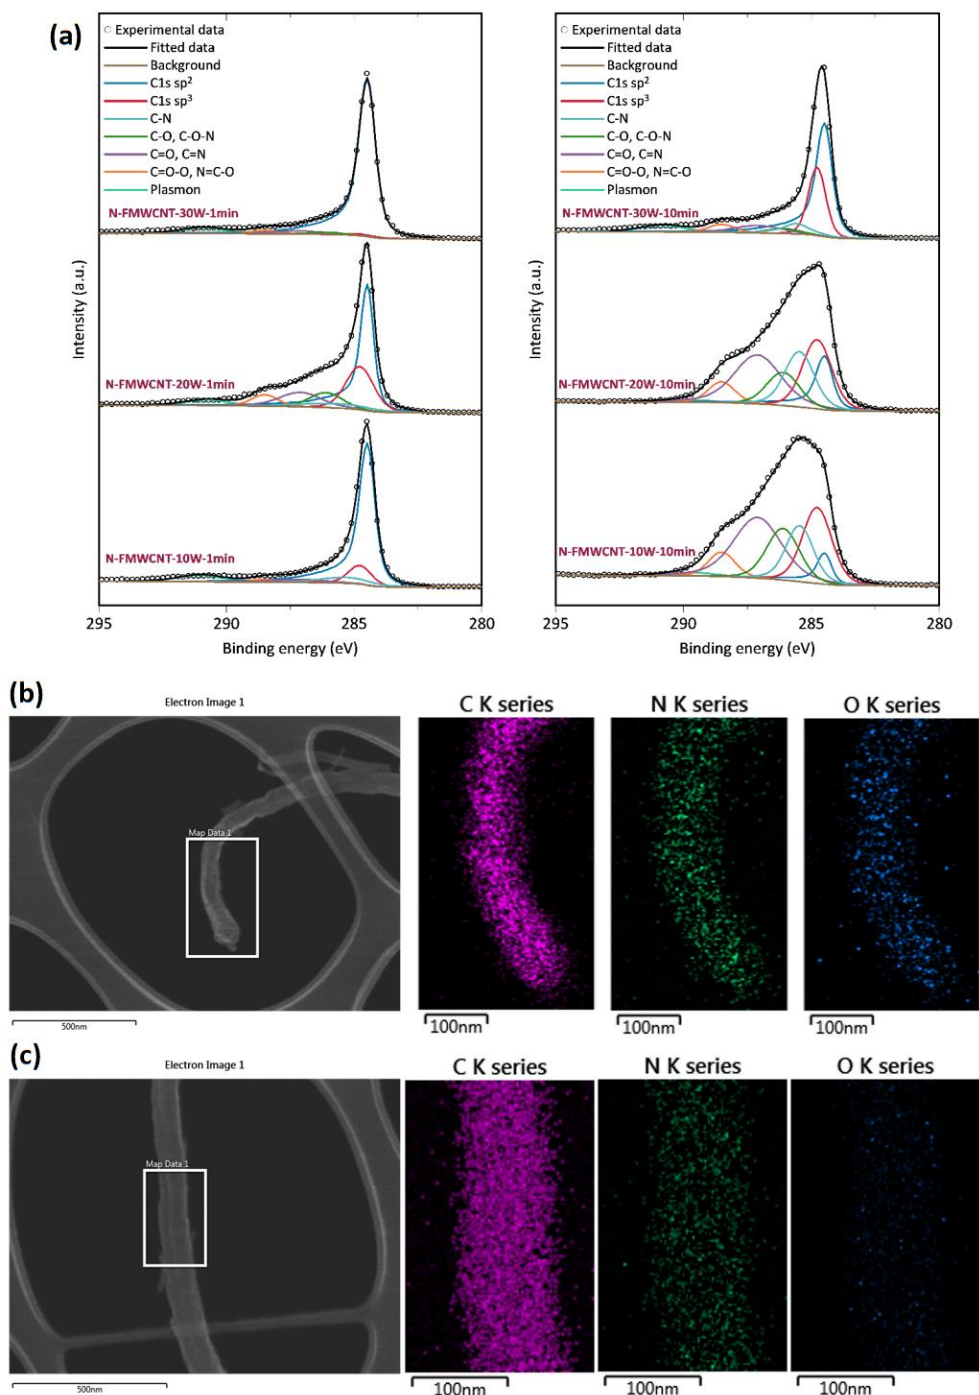 (a)
Experimental data
Fitted data
Background
C1s sp²
C1s sp³
C-N
C-O, C-O-N
C=O, C=N
C=O-O, N=C-O
Plasmon
N-FMWCNT-30W-1min
N-FMWCNT-20W-1min
N-FMWCNT-10W-1min
Intensity (a.u.)
295 290 285 280
Binding energy (eV)
Experimental data
Fitted data
Background
C1s sp²
C1s sp³
C-N
C-O, C-O-N
C=O, C=N
C=O-O, N=C-O
Plasmon
N-FMWCNT-30W-10min
N-FMWCNT-20W-10min
N-FMWCNT-10W-10min
Intensity (a.u.)
295 290 285 280
Binding energy (eV)
(b)
Electron Image 1
Map Data 1
500nm
C K series
100nm
N K series
100nm
O K series
100nm
(c)
Electron Image 1
Map Data 1
500nm
C K series
100nm
N K series
100nm
O K series
100nm